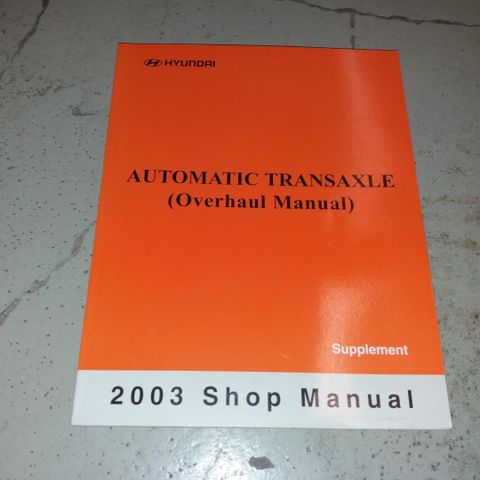 HYUNDAI
AUTOMATIC TRANSAXLE
(Overhaul Manual)
Supplement
2003 Shop Manual